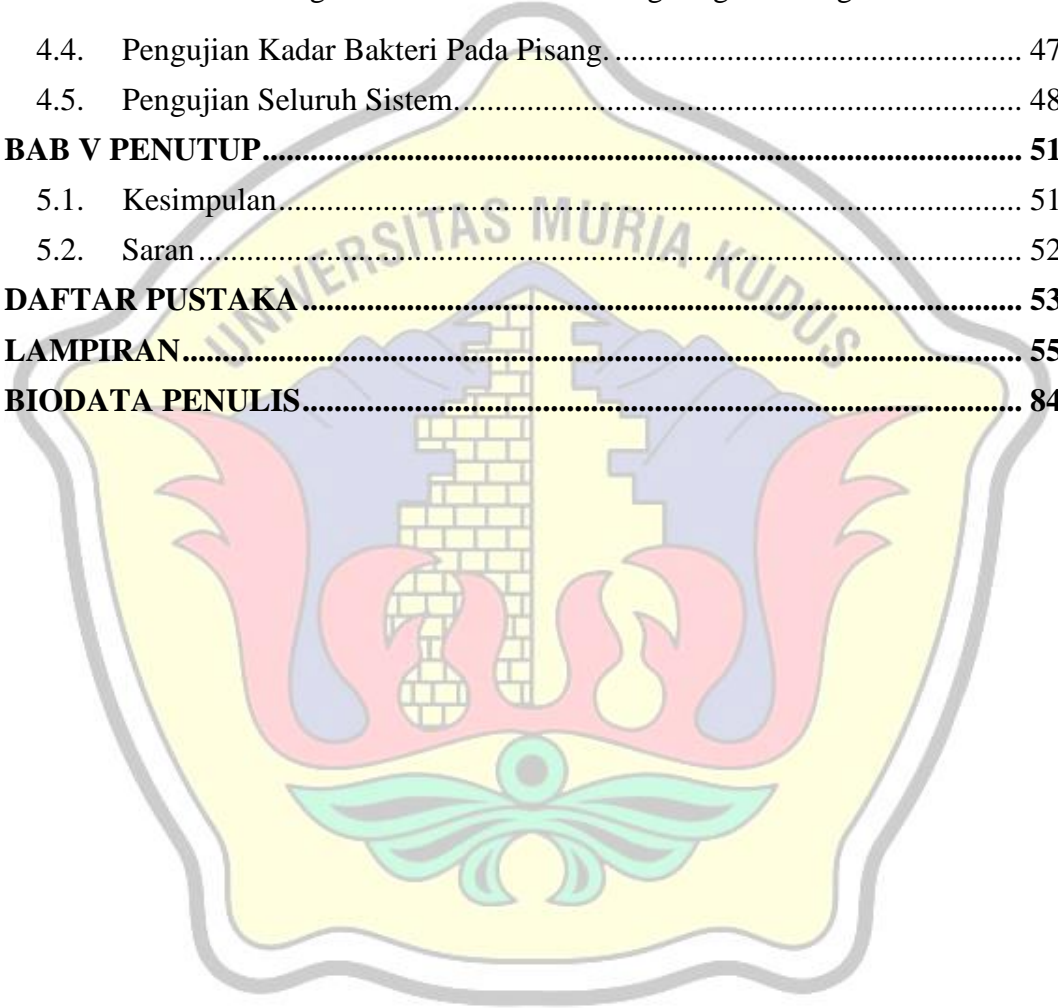 4.4. Pengujian Kadar Bakteri Pada Pisang. ........ 47
4.5. Pengujian Seluruh Sistem. ........ 48
BAB V PENUTUP ........ 51
5.1. Kesimpulan ........ 51
5.2. Saran ........ 52
DAFTAR PUSTAKA ........ 53
LAMPIRAN ........ 55
BIODATA PENULIS ........ 84
UNIVERSITAS MURIA KUDUS